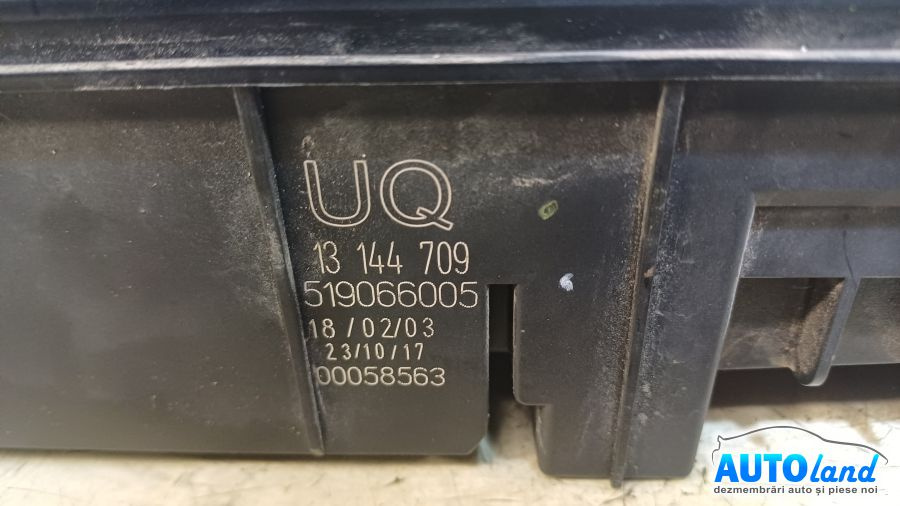 UQ
13 144 709
519066005
18/02/03
23/10/17
00058563
AUTOland
dezmembrări auto și piese noi